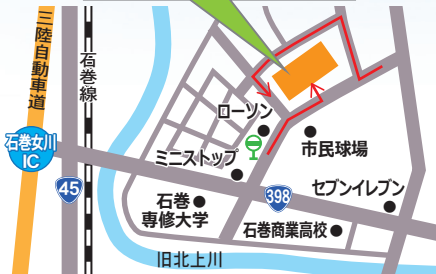 三陸自動車道
石巻線
ローソン
石巻女川
IC
ミニストップ
市民球場
45
石巻
専修大学
398
セブンイレブン
石巻商業高校
旧北上川